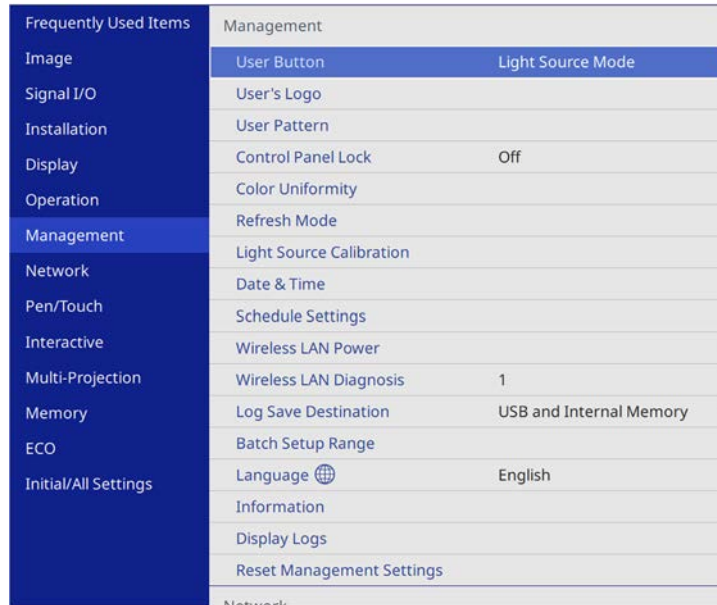 Frequently Used Items
Image
Signal I/O
Installation
Display
Operation
Management
Network
Pen/Touch
Interactive
Multi-Projection
Memory
ECO
Initial/All Settings
Management
User Button Light Source Mode
User's Logo
User Pattern
Control Panel Lock Off
Color Uniformity
Refresh Mode
Light Source Calibration
Date & Time
Schedule Settings
Wireless LAN Power
Wireless LAN Diagnosis 1
Log Save Destination USB and Internal Memory
Batch Setup Range
Language English
Information
Display Logs
Reset Management Settings
Network